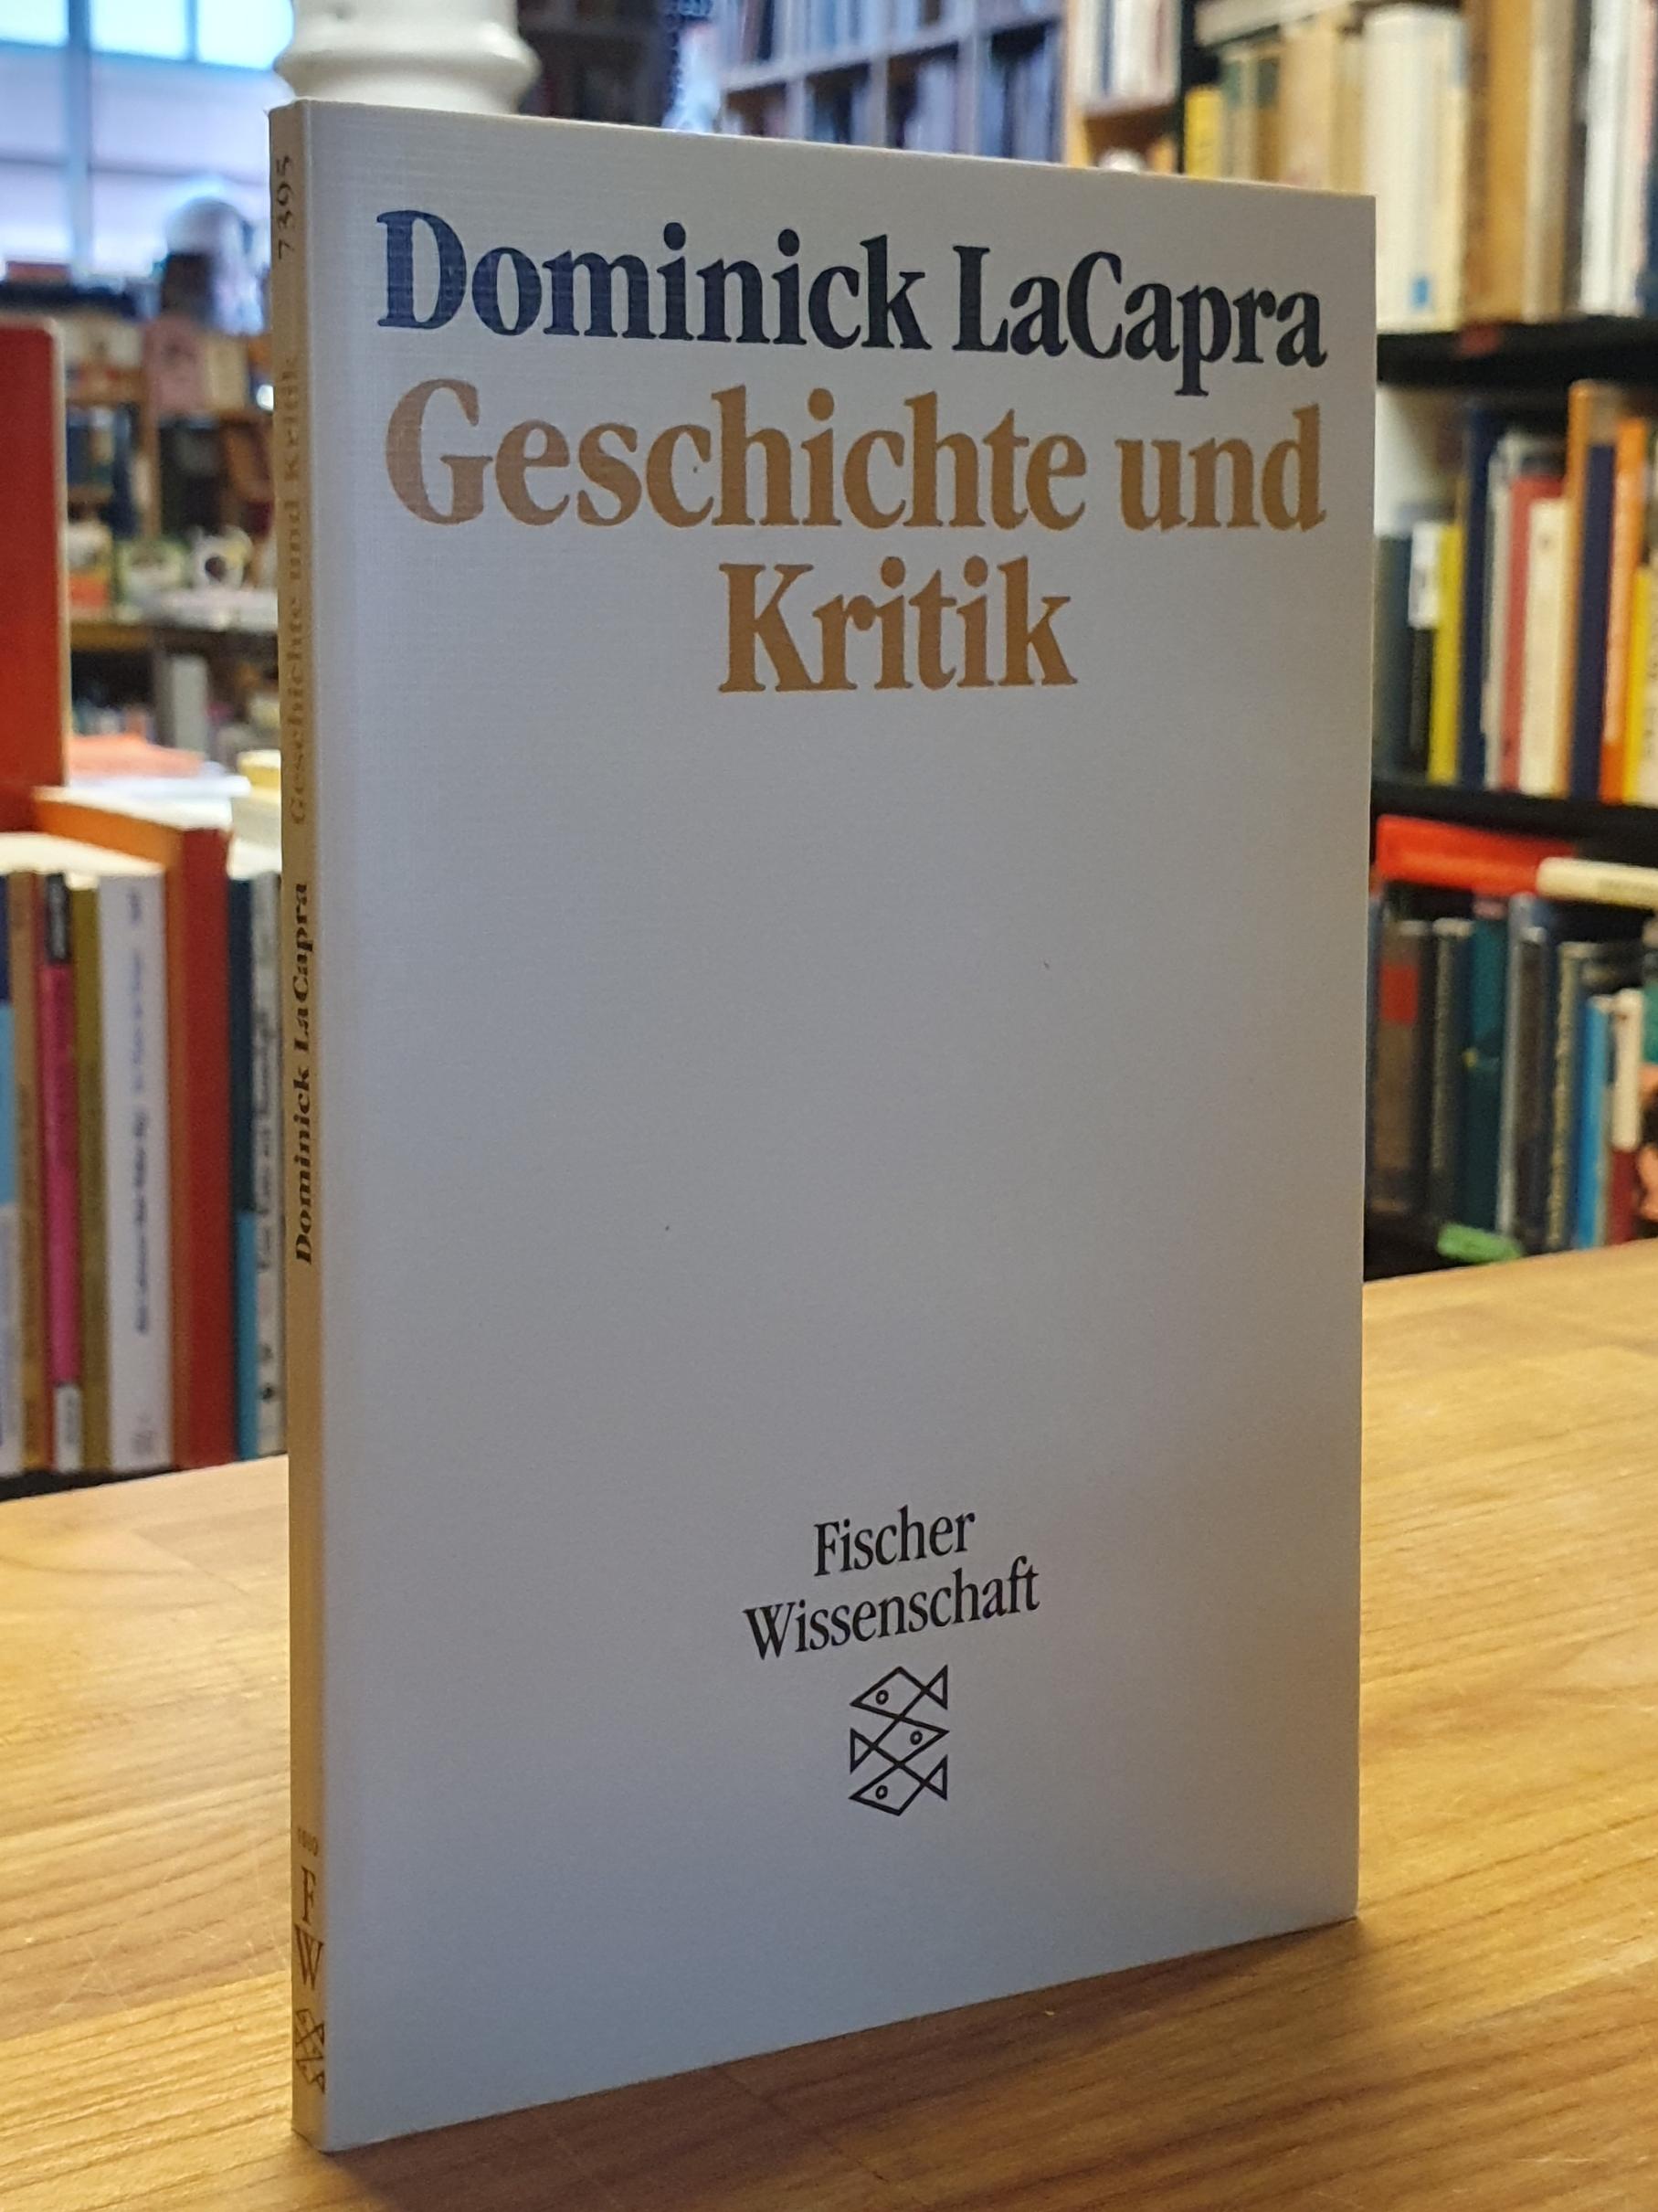 Dominick LaCapra
Geschichte und
Kritik
Fischer
Wissenschaft
7395
Dominick LaCapra Geschichte und Kritik
F
W